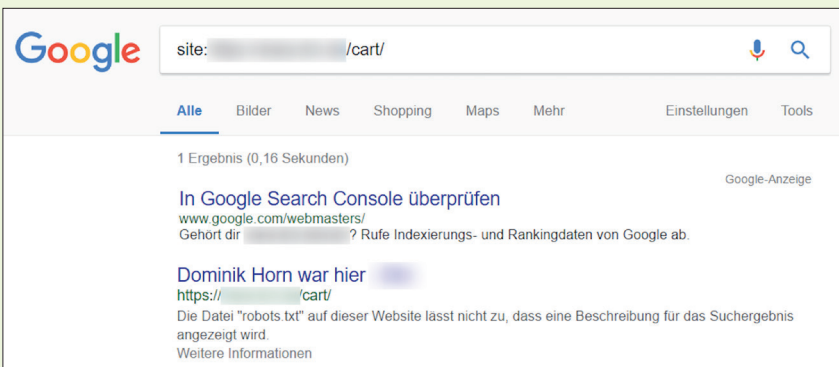 Google
site: /cart/
Alle Bilder News Shopping Maps Mehr Einstellungen Tools
1 Ergebnis (0,16 Sekunden)
Google-Anzeige
In Google Search Console überprüfen
www.google.com/webmasters/
Gehört dir ? Rufe Indexierungs- und Rankingdaten von Google ab.
Dominik Horn war hier
https:// /cart/
Die Datei "robots.txt" auf dieser Website lässt nicht zu, dass eine Beschreibung für das Suchergebnis
angezeigt wird.
Weitere Informationen